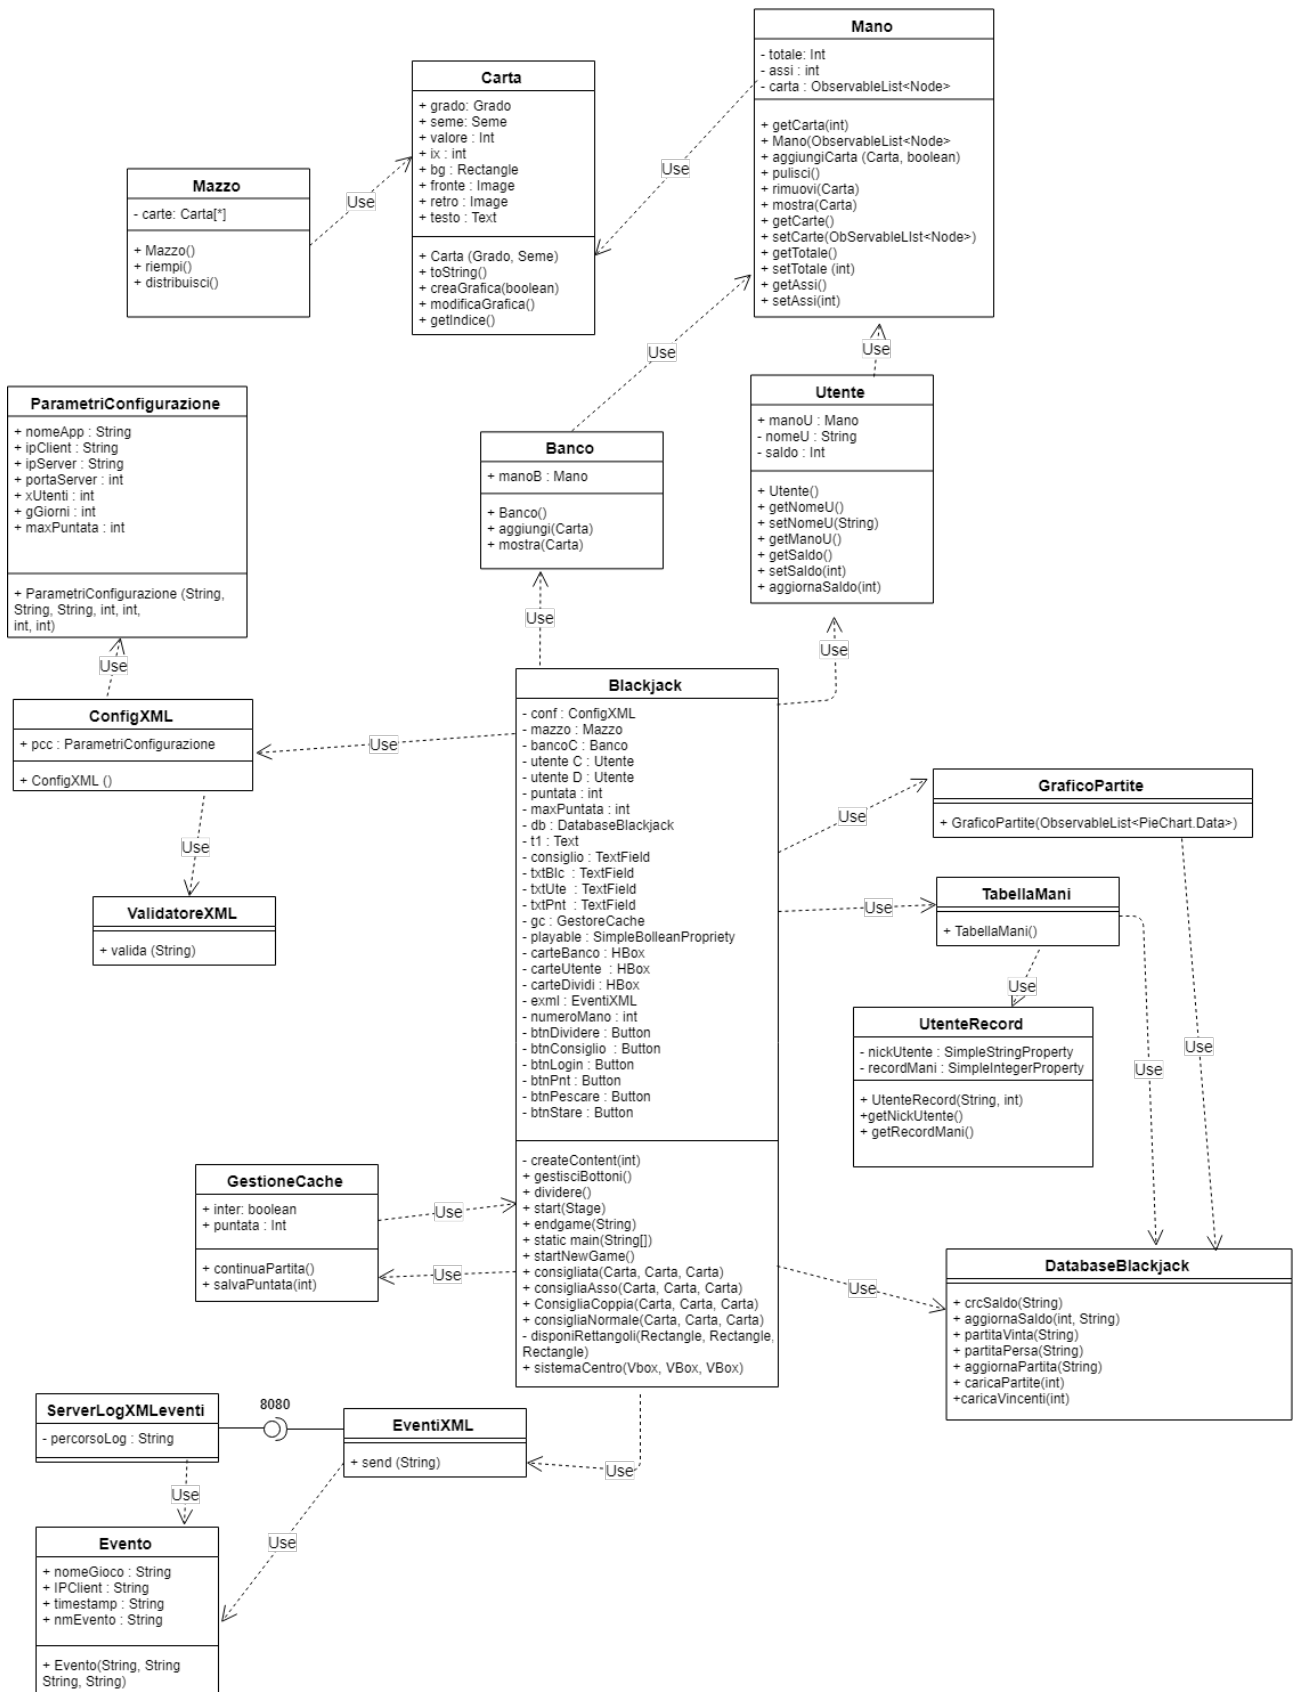 Mano
- totale: Int
- assi : int
- carta : ObservableList<Node>
+ getCarta(int)
+ Mano(ObservableList<Node>
+ aggiungiCarta (Carta, boolean)
+ pulisci()
+ rimuovi(Carta)
+ mostra(Carta)
+ getCarte()
+ setCarte(ObServableLIst<Node>)
+ getTotale()
+ setTotale (int)
+ getAssi()
+ setAssi(int)
Carta
+ grado: Grado
+ seme: Seme
+ valore : Int
+ ix : int
+ bg : Rectangle
+ fronte : Image
+ retro : Image
+ testo : Text
+ Carta (Grado, Seme)
+ toString()
+ creaGrafica(boolean)
+ modificaGrafica()
+ getIndice()
Use
Mazzo
- carte: Carta[*]
+ Mazzo()
+ riempi()
+ distribuisci()
Use
Use
Use
ParametriConfigurazione
+ nomeApp : String
+ ipClient : String
+ ipServer : String
+ portaServer : int
+ xUtenti : int
+ gGiorni : int
+ maxPuntata : int
+ ParametriConfigurazione (String,
String, String, int, int,
int, int)
Banco
+ manoB : Mano
+ Banco()
+ aggiungi(Carta)
+ mostra(Carta)
Utente
+ manoU : Mano
- nomeU : String
- saldo : Int
+ Utente()
+ getNomeU()
+ setNomeU(String)
+ getManoU()
+ getSaldo()
+ setSaldo(int)
+ aggiornaSaldo(int)
Use
Use
Use
ConfigXML
+ pcc : ParametriConfigurazione
+ ConfigXML ()
Use
Use
ValidatoreXML
+ valida (String)
Blackjack
- conf : ConfigXML
- mazzo : Mazzo
- bancoC : Banco
- utente C : Utente
- utente D : Utente
- puntata : int
- maxPuntata : int
- db : DatabaseBlackjack
- t1 : Text
- consiglio : TextField
- txtBlc  : TextField
- txtUte  : TextField
- txtPnt  : TextField
- gc : GestoreCache
- playable : SimpleBolleanPropriety
- carteBanco : HBox
- carteUtente  : HBox
- carteDividi : HBox
- exml : EventiXML
- numeroMano : int
- btnDividere : Button
- btnConsiglio  : Button
- btnLogin : Button
- btnPnt : Button
- btnPescare : Button
- btnStare : Button
- createContent(int)
+ gestisciBottoni()
+ dividere()
+ start(Stage)
+ endgame(String)
+ static main(String[])
+ startNewGame()
+ consigliata(Carta, Carta, Carta)
+ consigliaAsso(Carta, Carta, Carta)
+ ConsigliaCoppia(Carta, Carta, Carta)
+ consigliaNormale(Carta, Carta, Carta)
- disponiRettangoli(Rectangle, Rectangle,
Rectangle)
+ sistemaCentro(Vbox, VBox, VBox)
Use
GraficoPartite
+ GraficoPartite(ObservableList<PieChart.Data>)
Use
TabellaMani
+ TabellaMani()
Use
UtenteRecord
- nickUtente : SimpleStringProperty
- recordMani : SimpleIntegerProperty
+ UtenteRecord(String, int)
+getNickUtente()
+ getRecordMani()
Use
Use
GestioneCache
+ inter: boolean
+ puntata : Int
+ continuaPartita()
+ salvaPuntata(int)
Use
Use
Use
DatabaseBlackjack
+ crcSaldo(String)
+ aggiornaSaldo(int, String)
+ partitaVinta(String)
+ partitaPersa(String)
+ aggiornaPartita(String)
+ caricaPartite(int)
+caricaVincenti(int)
ServerLogXMLeventi
- percorsoLog : String
8080
EventiXML
+ send (String)
Use
Use
Use
Evento
+ nomeGioco : String
+ IPClient : String
+ timestamp : String
+ nmEvento : String
+ Evento(String, String
String, String)